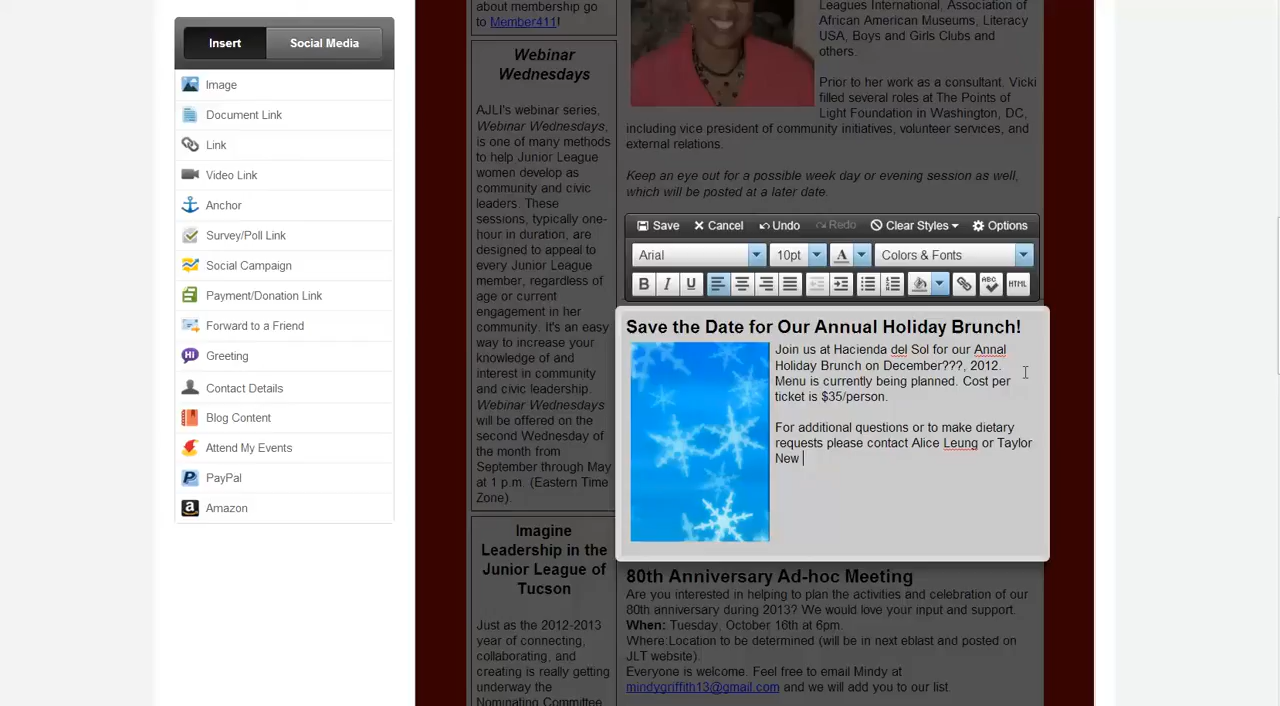 Insert
Social Media
Image
Document Link
Link
Video Link
Anchor
Survey/Poll Link
Social Campaign
Payment/Donation Link
Forward to a Friend
Hi
Greeting
Contact Details
Blog Content
Attend My Events
PayPal
Amazon
about membership go
to Member411!
Webinar
Wednesdays
AJLI's webinar series,
Webinar Wednesdays,
is one of many methods
to help Junior League
women develop as
community and civic
leaders. These
sessions, typically one-
hour in duration, are
designed to appeal to
every Junior League
member, regardless of
age or current
engagement in her
community. It's an easy
way to increase your
knowledge of and
interest in community
and civic leadership.
Webinar Wednesdays
will be offered on the
second Wednesday of
the month from
September through May
at 1 p.m. (Eastern Time
Zone).
Imagine
Leadership in the
Junior League of
Tucson
Just as the 2012-2013
year of connecting,
collaborating, and
creating is really getting
underway the
Nominating Committee
Leagues International, Association of
African American Museums, Literacy
USA, Boys and Girls Clubs and
others.
Prior to her work as a consultant. Vicki
filled several roles at The Points of
Light Foundation in Washington, DC,
including vice president of community initiatives, volunteer services, and
external relations.
Keep an eye out for a possible week day or evening session as well,
which will be posted at a later date.
Save Cancel Undo Redo Clear Styles Options
Arial 10pt A Colors & Fonts
B I U ABC HTML
Save the Date for Our Annual Holiday Brunch!
Join us at Hacienda del Sol for our Annal
Holiday Brunch on December???, 2012.
Menu is currently being planned. Cost per
ticket is $35/person.
For additional questions or to make dietary
requests please contact Alice Leung or Taylor
New
80th Anniversary Ad-hoc Meeting
Are you interested in helping to plan the activities and celebration of our
80th anniversary during 2013? We would love your input and support.
When: Tuesday, October 16th at 6pm.
Where:Location to be determined (will be in next eblast and posted on
JLT website).
Everyone is welcome. Feel free to email Mindy at
mindygriffith13@gmail.com and we will add you to our list.